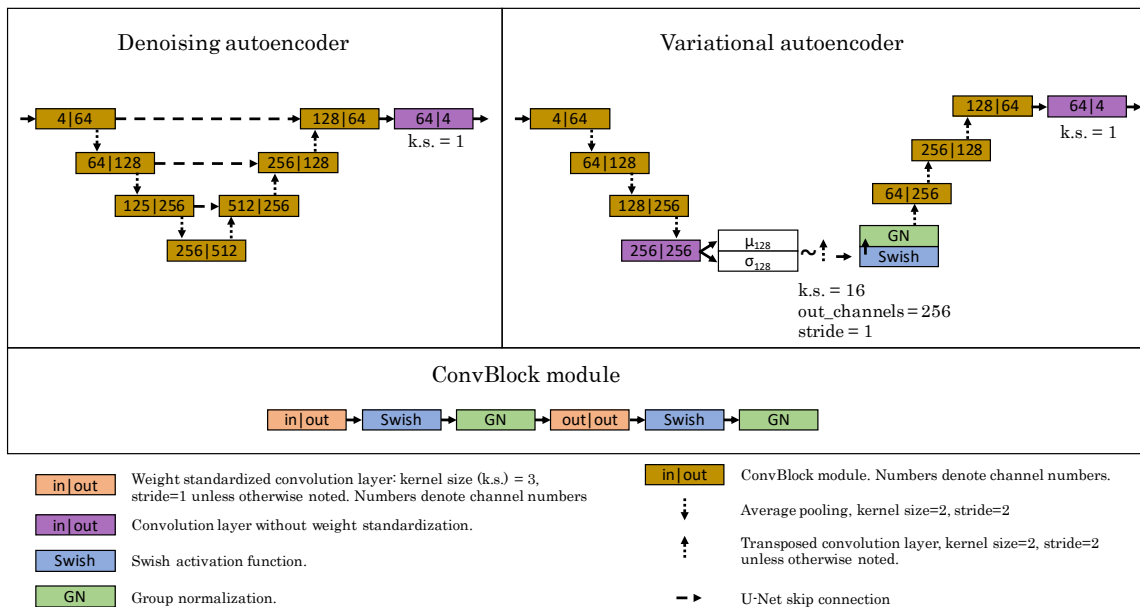 Denoising autoencoder
4|64
128|64
64|4
k.s. = 1
64|128
256|128
125|256
512|256
256|512
Variational autoencoder
128|64
64|4
k.s. = 1
4|64
256|128
64|128
64|256
128|256
256|256
μ128
σ128
~
GN
Swish
k.s. = 16
out_channels = 256
stride = 1
ConvBlock module
in|out
Swish
GN
out|out
Swish
GN
in|out
Weight standardized convolution layer: kernel size (k.s.) = 3,
stride=1 unless otherwise noted. Numbers denote channel numbers
in|out
Convolution layer without weight standardization.
Swish
Swish activation function.
GN
Group normalization.
in|out
ConvBlock module. Numbers denote channel numbers.
Average pooling, kernel size=2, stride=2
Transposed convolution layer, kernel size=2, stride=2
unless otherwise noted.
U-Net skip connection